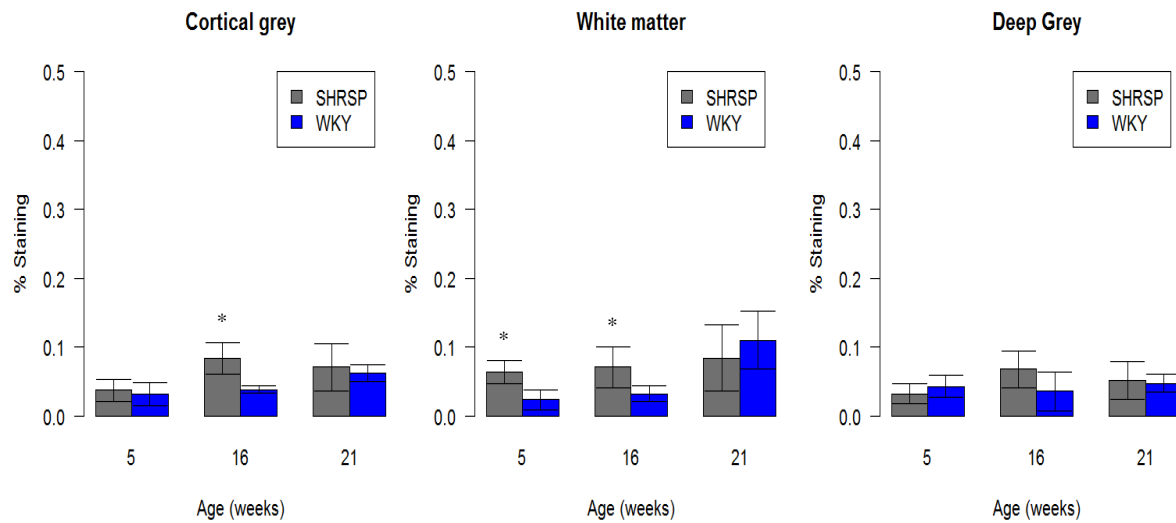 Cortical grey
0.5
0.4
0.3
0.2
0.1
0.0
% Staining
SHRSP
WKY
*
5 16 21
Age (weeks)
White matter
0.5
0.4
0.3
0.2
0.1
0.0
% Staining
SHRSP
WKY
* *
5 16 21
Age (weeks)
Deep Grey
0.5
0.4
0.3
0.2
0.1
0.0
% Staining
SHRSP
WKY
5 16 21
Age (weeks)